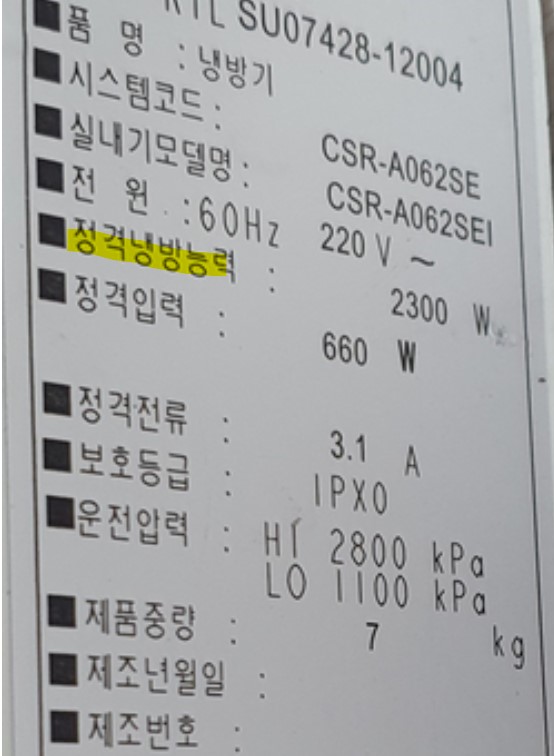 KTL SU07428-12004
■품 명 : 냉방기
■시스템코드 : CSR-A062SE
■실내기모델명 : CSR-A062SEI
■전 원 : 60Hz 220 V ~
■정격냉방능력 : 2300 W
■정격입력 : 660 W
■정격전류 : 3.1 A
■보호등급 : IPX0
■운전압력 : HI 2800 kPa
LO 1100 kPa
■제품중량 : 7 kg
■제조년월일 :
■제조번호 :